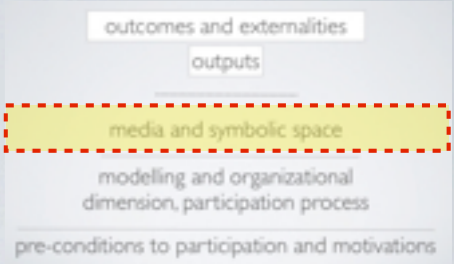 outcomes and externalities
outputs
media and symbolic space
modelling and organizational
dimension, participation process
pre-conditions to participation and motivations